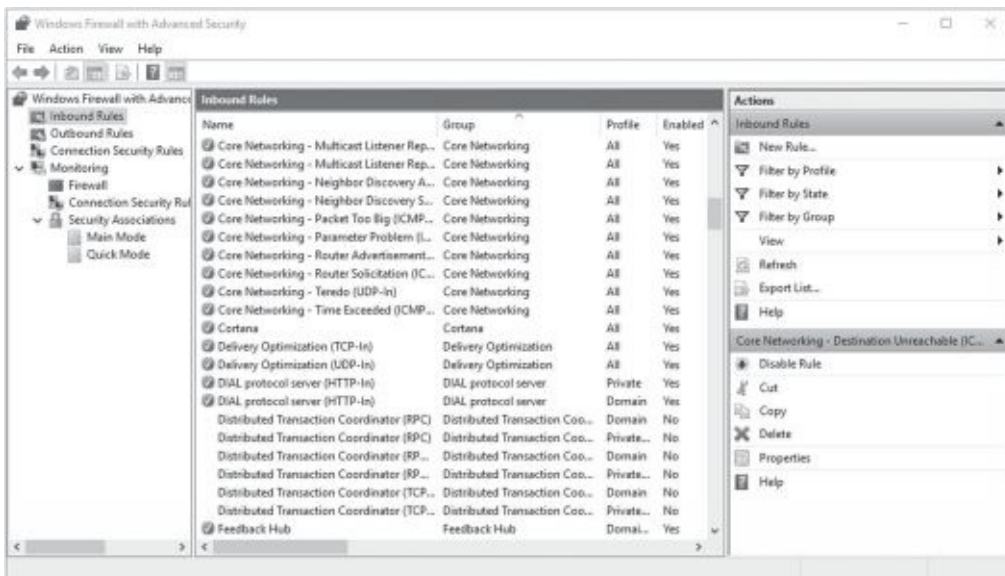 Windows Firewall with Advanced Security
File Action View Help
Windows Firewall with Advance
Inbound Rules
Outbound Rules
Connection Security Rules
Monitoring
Firewall
Connection Security Rul
Security Associations
Main Mode
Quick Mode
Inbound Rules
Name Group Profile Enabled
Core Networking - Multicast Listener Rep... Core Networking All Yes
Core Networking - Multicast Listener Rep... Core Networking All Yes
Core Networking - Neighbor Discovery A... Core Networking All Yes
Core Networking - Neighbor Discovery S... Core Networking All Yes
Core Networking - Packet Too Big (ICMP... Core Networking All Yes
Core Networking - Parameter Problem (I... Core Networking All Yes
Core Networking - Router Advertisement... Core Networking All Yes
Core Networking - Router Solicitation (IC... Core Networking All Yes
Core Networking - Teredo (UDP-In) Core Networking All Yes
Core Networking - Time Exceeded (ICMP... Core Networking All Yes
Cortana Cortana All Yes
Delivery Optimization (TCP-In) Delivery Optimization All Yes
Delivery Optimization (UDP-In) Delivery Optimization All Yes
DIAL protocol server (HTTP-In) DIAL protocol server Private Yes
DIAL protocol server (HTTP-In) DIAL protocol server Domain Yes
Distributed Transaction Coordinator (RPC) Distributed Transaction Coo... Domain No
Distributed Transaction Coordinator (RPC) Distributed Transaction Coo... Private... No
Distributed Transaction Coordinator (RP... Distributed Transaction Coo... Domain No
Distributed Transaction Coordinator (RP... Distributed Transaction Coo... Private... No
Distributed Transaction Coordinator (TCP... Distributed Transaction Coo... Domain No
Distributed Transaction Coordinator (TCP... Distributed Transaction Coo... Private... No
Feedback Hub Feedback Hub Domai... Yes
Actions
Inbound Rules
New Rule...
Filter by Profile
Filter by State
Filter by Group
View
Refresh
Export List...
Help
Core Networking - Destination Unreachable (IC...
Disable Rule
Cut
Copy
Delete
Properties
Help